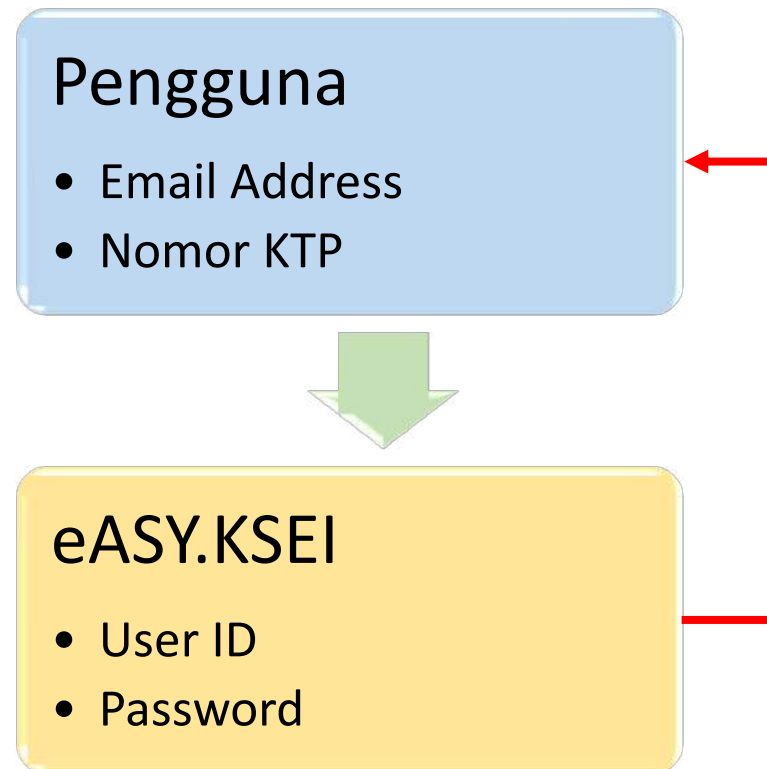 Pengguna
• Email Address
• Nomor KTP
eASY.KSEI
• User ID
• Password